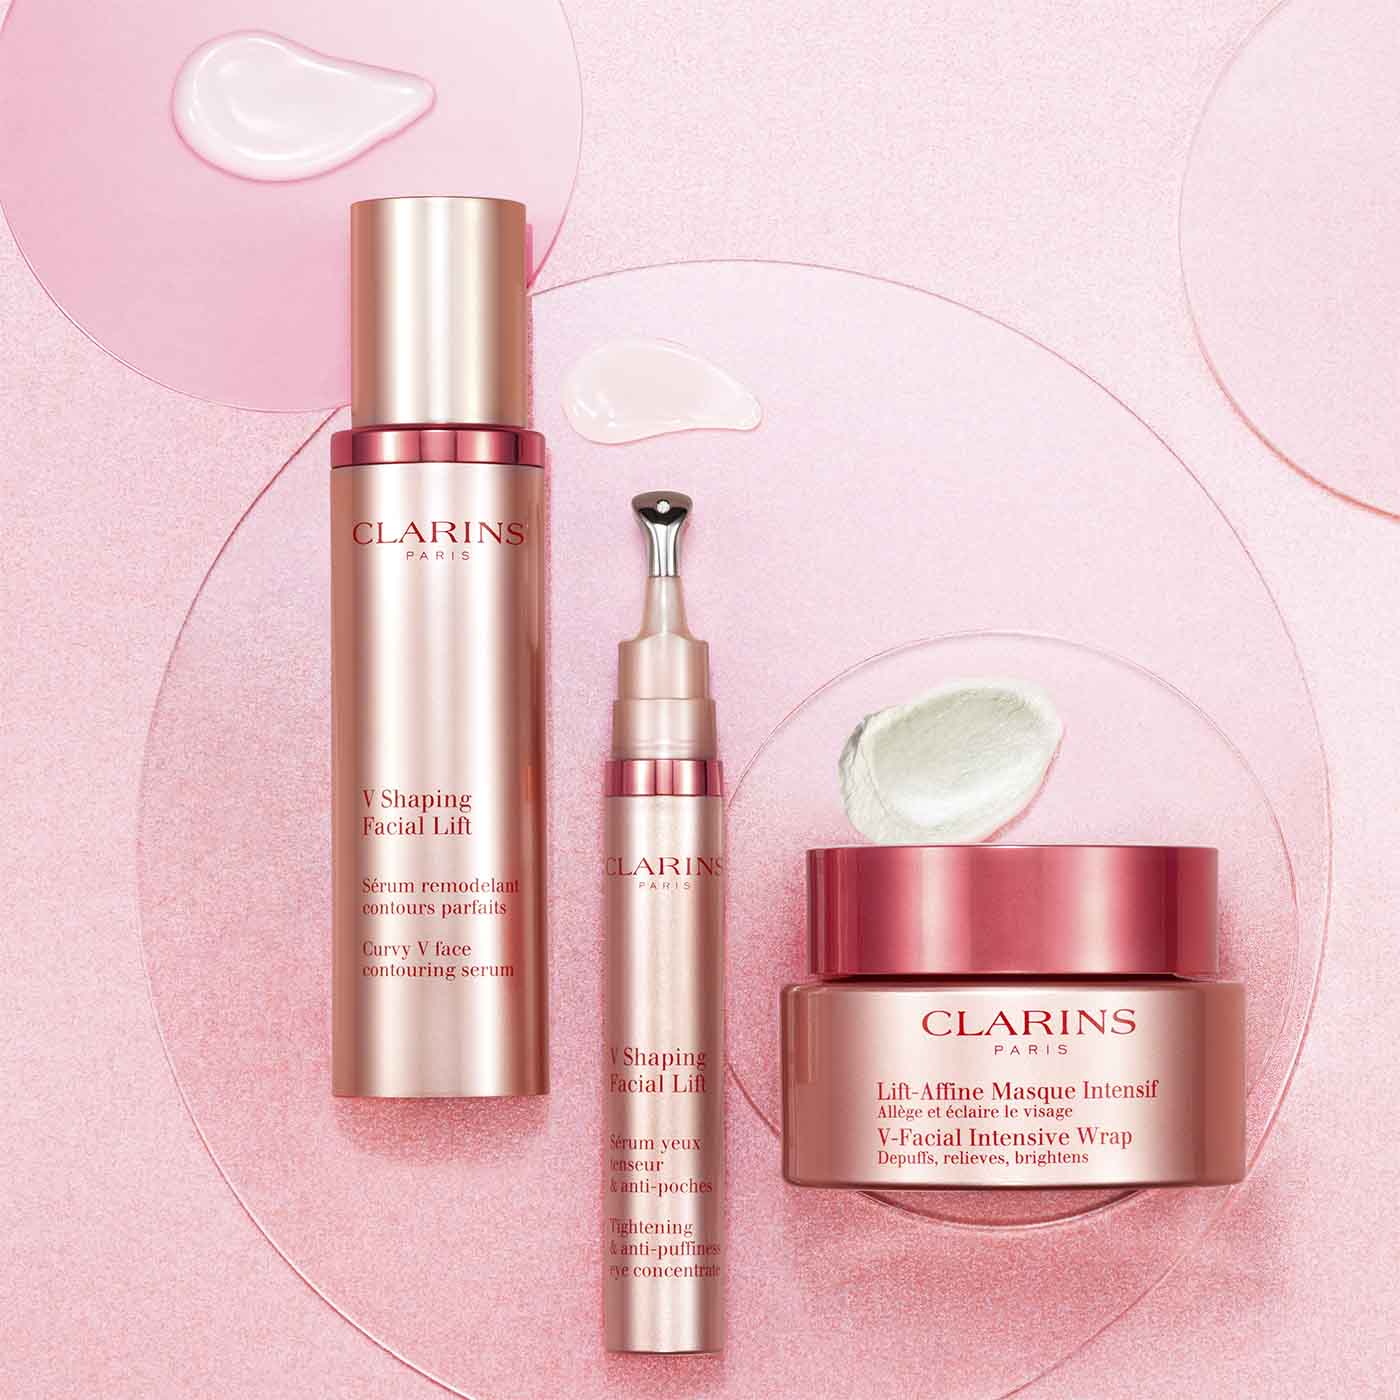 CLARINS
PARIS
V Shaping
Facial Lift
Sérum remodelant
contours parfaits
Curvy V face
contouring serum
CLARINS
PARIS
V Shaping
Facial Lift
Sérum yeux
tenseur
& anti-poches
Tightening
& anti-puffiness
eye concentrate
CLARINS
PARIS
Lift-Affine Masque Intensif
Allège et éclaire le visage
V-Facial Intensive Wrap
Depuffs, relieves, brightens